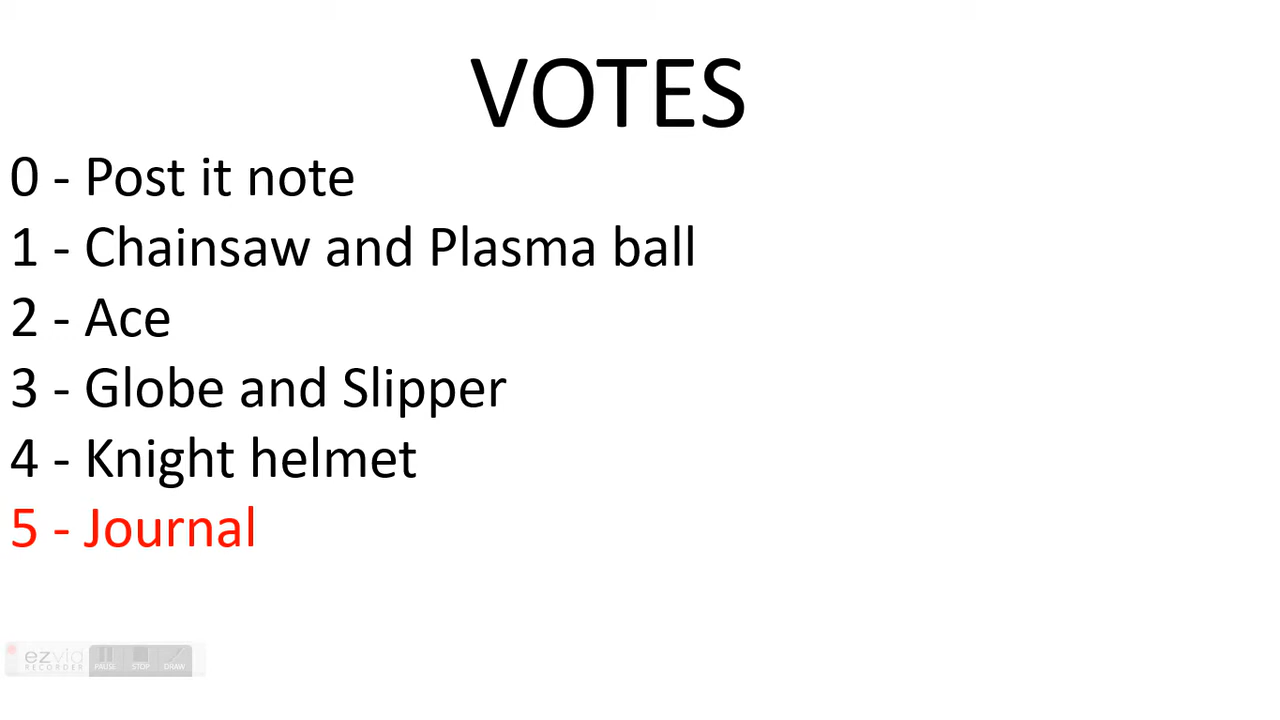 VOTES
0 - Post it note
1 - Chainsaw and Plasma ball
2 - Ace
3 - Globe and Slipper
4 - Knight helmet
5 - Journal
ezvid
RECORDER
PAUSE STOP DRAW